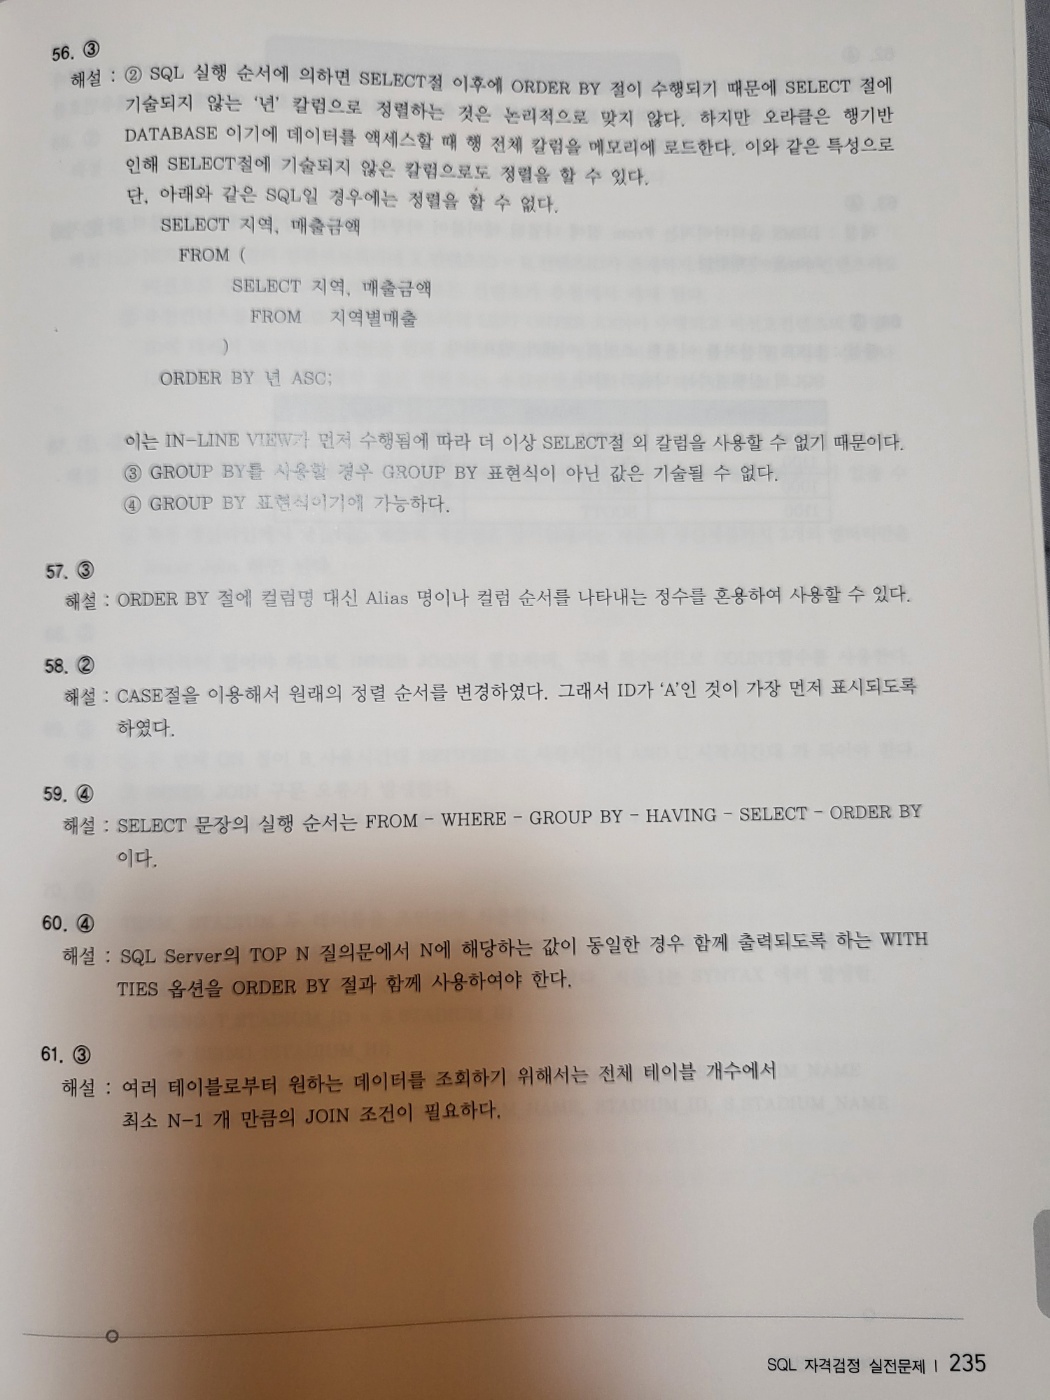 56. ③
해설 : ② SQL 실행 순서에 의하면 SELECT절 이후에 ORDER BY 절이 수행되기 때문에 SELECT 절에
기술되지 않는 '년' 칼럼으로 정렬하는 것은 논리적으로 맞지 않다. 하지만 오라클은 행기반
DATABASE 이기에 데이터를 액세스할 때 행 전체 칼럼을 메모리에 로드한다. 이와 같은 특성으로
인해 SELECT절에 기술되지 않은 칼럼으로도 정렬을 할 수 있다.
단, 아래와 같은 SQL일 경우에는 정렬을 할 수 없다.
SELECT 지역, 매출금액
FROM (
SELECT 지역, 매출금액
FROM 지역별매출
)
ORDER BY 년 ASC;
이는 IN-LINE VIEW가 먼저 수행됨에 따라 더 이상 SELECT절 외 칼럼을 사용할 수 없기 때문이다.
③ GROUP BY를 사용할 경우 GROUP BY 표현식이 아닌 값은 기술될 수 없다.
④ GROUP BY 표현식이기에 가능하다.
57. ③
해설 : ORDER BY 절에 컬럼명 대신 Alias 명이나 컬럼 순서를 나타내는 정수를 혼용하여 사용할 수 있다.
58. ②
해설 : CASE절을 이용해서 원래의 정렬 순서를 변경하였다. 그래서 ID가 'A'인 것이 가장 먼저 표시되도록
하였다.
59. ④
해설 : SELECT 문장의 실행 순서는 FROM - WHERE - GROUP BY - HAVING - SELECT - ORDER BY
이다.
60. ④
해설 : SQL Server의 TOP N 질의문에서 N에 해당하는 값이 동일한 경우 함께 출력되도록 하는 WITH
TIES 옵션을 ORDER BY 절과 함께 사용하여야 한다.
61. ③
해설 : 여러 테이블로부터 원하는 데이터를 조회하기 위해서는 전체 테이블 개수에서
최소 N-1 개 만큼의 JOIN 조건이 필요하다.
SQL 자격검정 실전문제 | 235